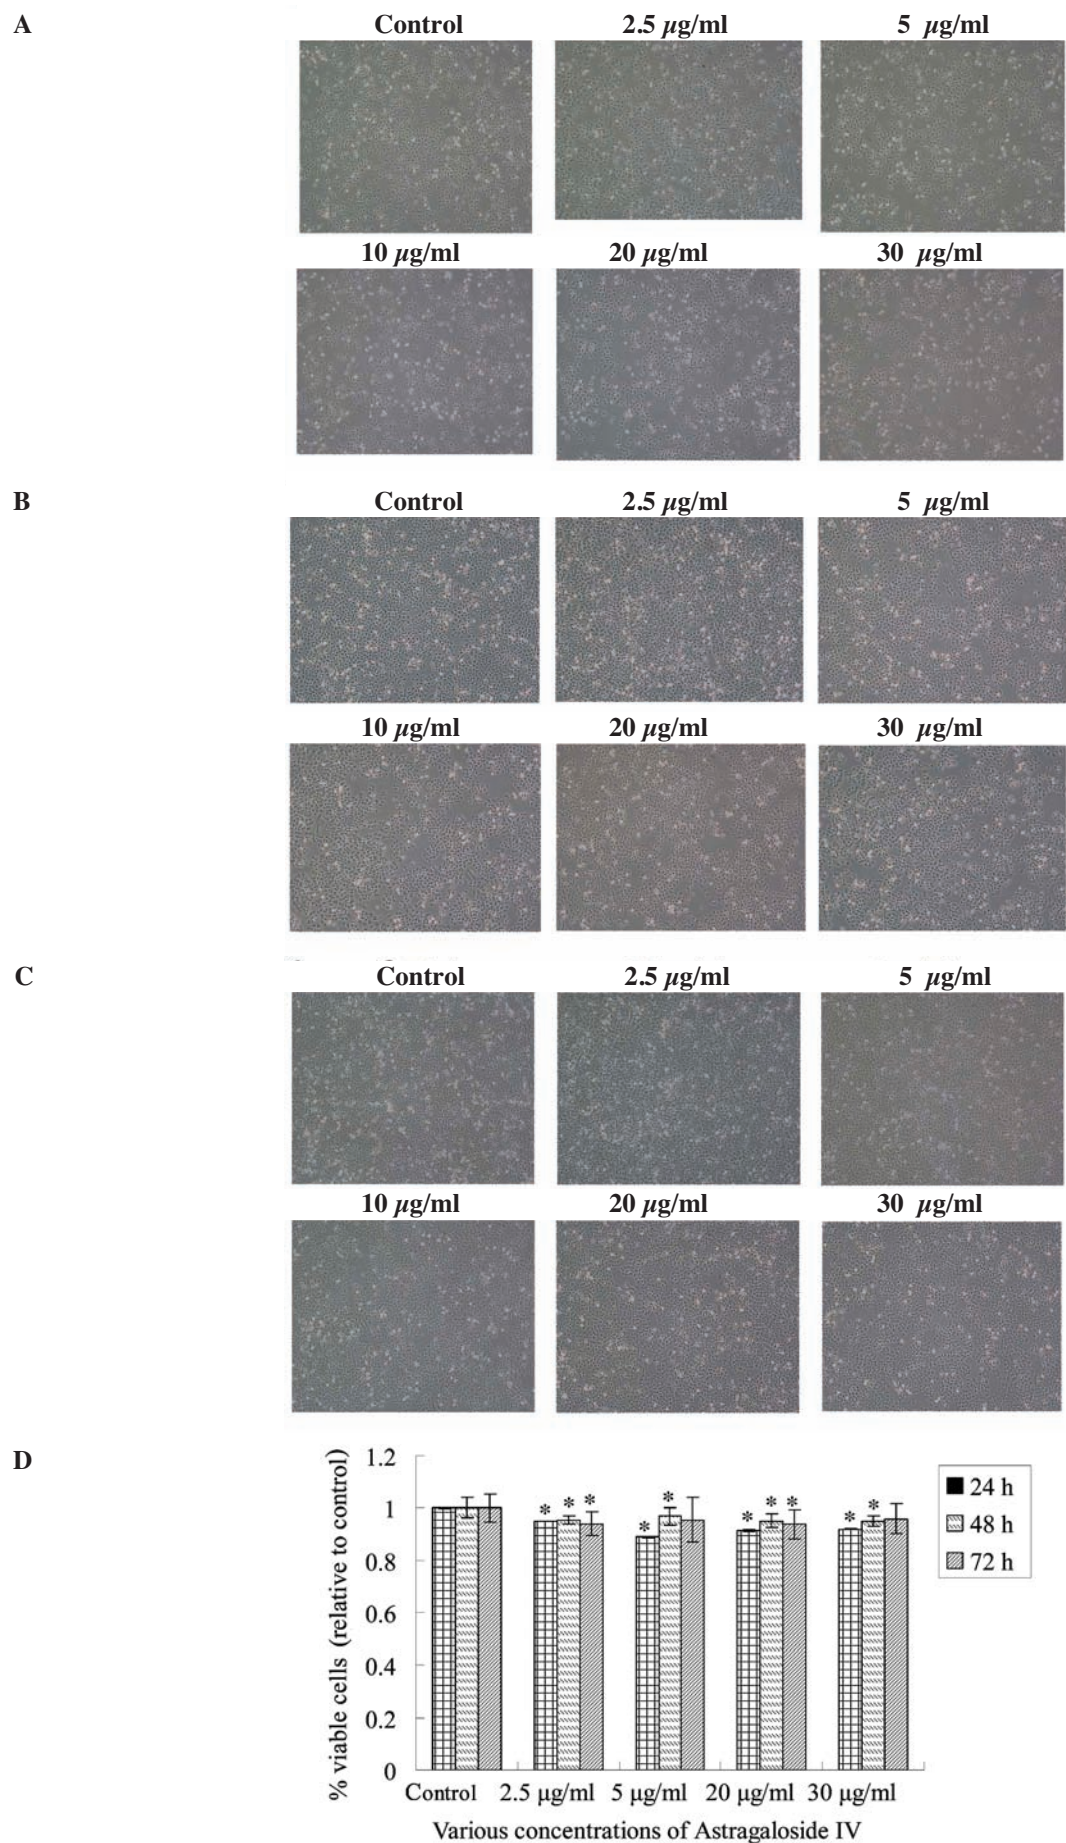 A
Control 2.5 µg/ml 5 µg/ml
10 µg/ml 20 µg/ml 30 µg/ml
B
Control 2.5 µg/ml 5 µg/ml
10 µg/ml 20 µg/ml 30 µg/ml
C
Control 2.5 µg/ml 5 µg/ml
10 µg/ml 20 µg/ml 30 µg/ml
D
% viable cells (relative to control)
1.2
1
0.8
0.6
0.4
0.2
0
* * * * * * * * * *
24 h
48 h
72 h
Control 2.5 µg/ml 5 µg/ml 20 µg/ml 30 µg/ml
Various concentrations of Astragaloside IV